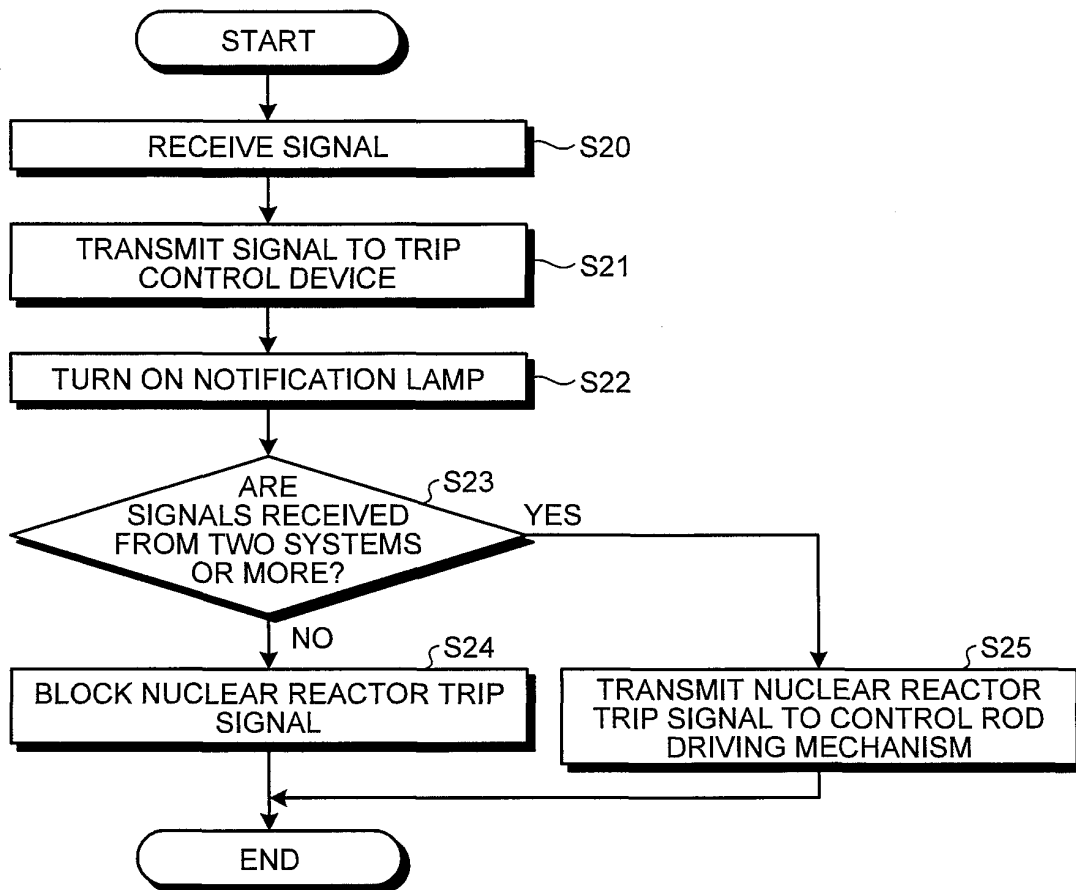 START
RECEIVE SIGNAL
S20
TRANSMIT SIGNAL TO TRIP
CONTROL DEVICE
S21
TURN ON NOTIFICATION LAMP
S22
ARE
SIGNALS RECEIVED
FROM TWO SYSTEMS
OR MORE?
S23
YES
NO
BLOCK NUCLEAR REACTOR TRIP
SIGNAL
S24
TRANSMIT NUCLEAR REACTOR
TRIP SIGNAL TO CONTROL ROD
DRIVING MECHANISM
S25
END